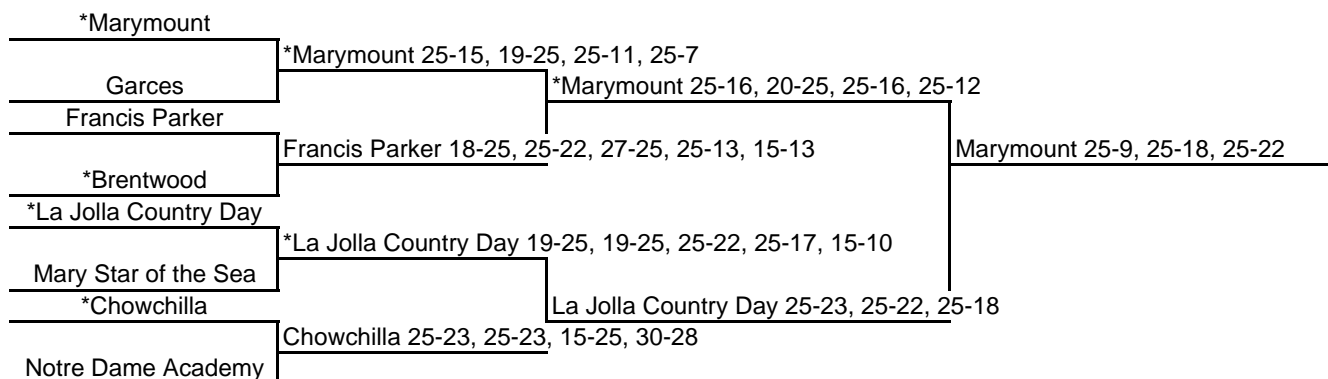 *Marymount
*Marymount 25-15, 19-25, 25-11, 25-7
Garces
*Marymount 25-16, 20-25, 25-16, 25-12
Francis Parker
Francis Parker 18-25, 25-22, 27-25, 25-13, 15-13
Marymount 25-9, 25-18, 25-22
*Brentwood
*La Jolla Country Day
*La Jolla Country Day 19-25, 19-25, 25-22, 25-17, 15-10
Mary Star of the Sea
*Chowchilla
La Jolla Country Day 25-23, 25-22, 25-18
Chowchilla 25-23, 25-23, 15-25, 30-28
Notre Dame Academy